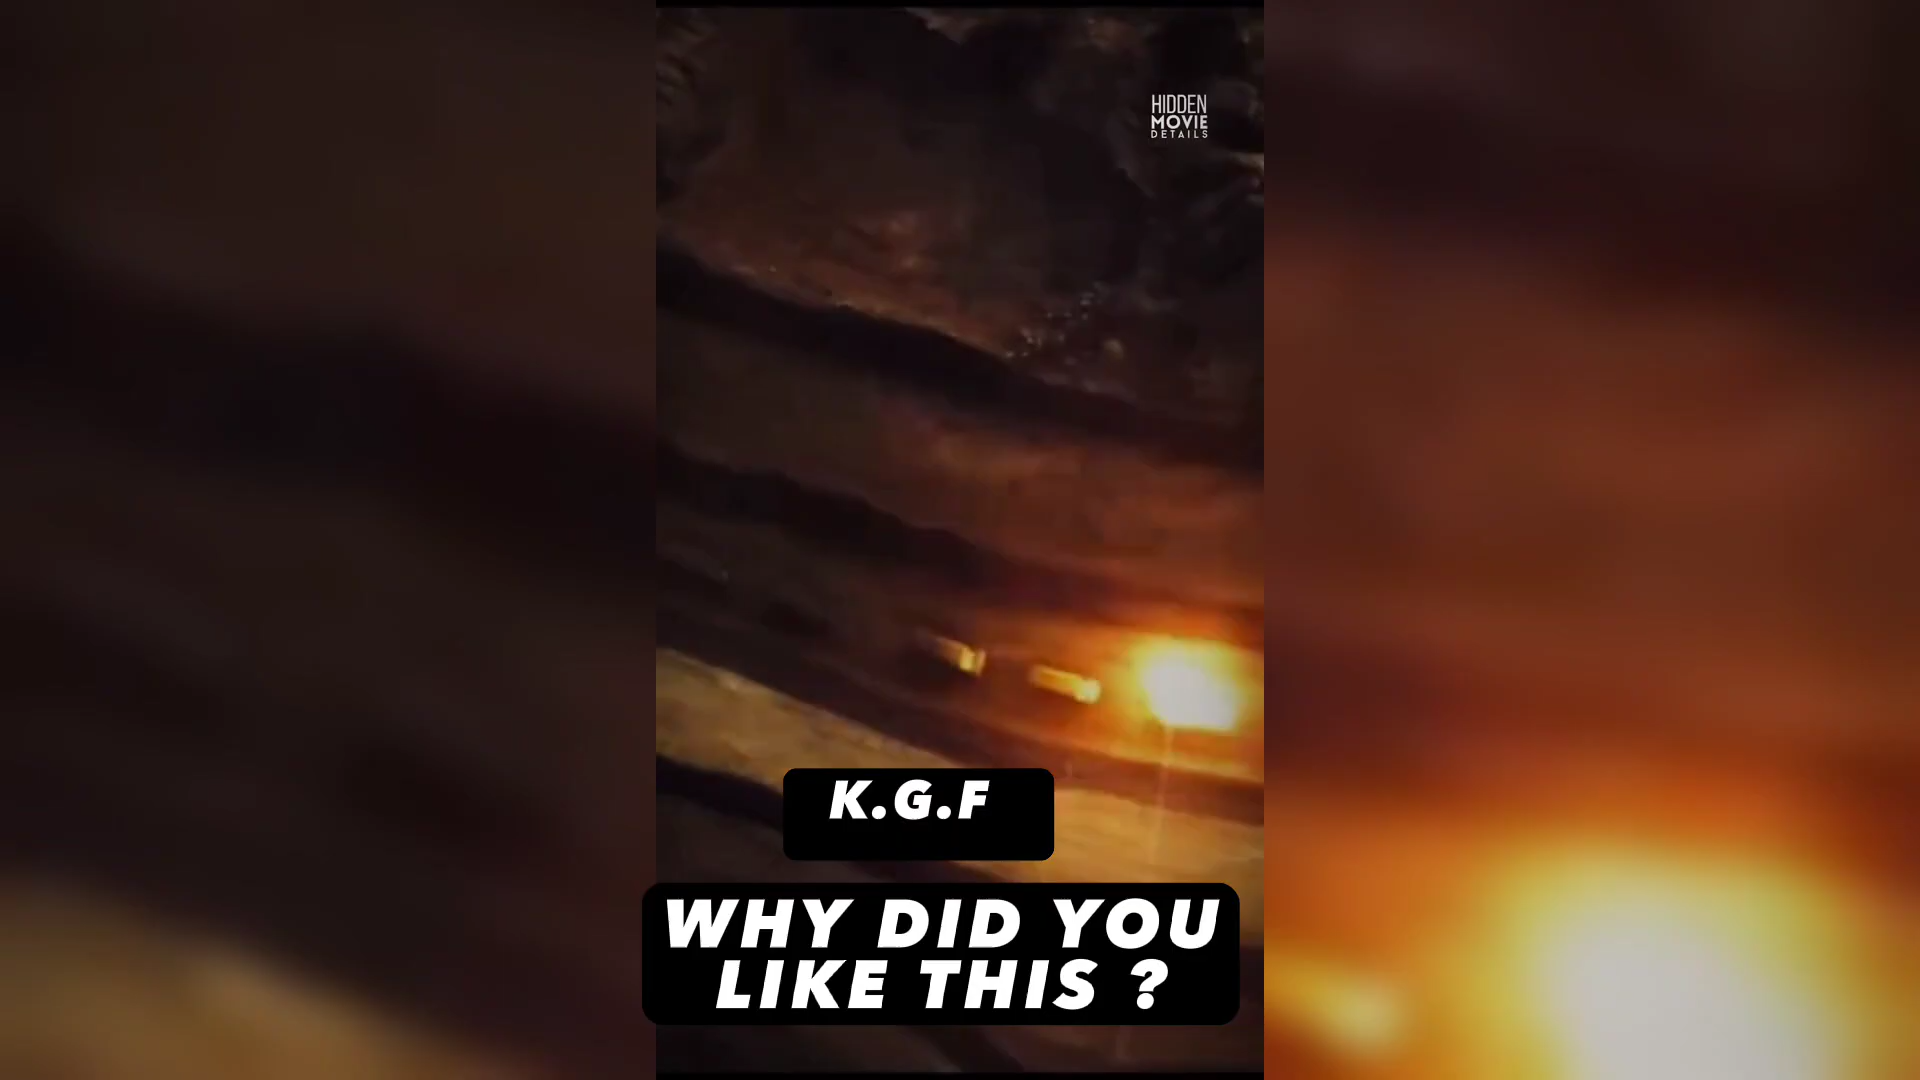 HIDDEN
MOVIE
DETAILS
K.G.F
WHY DID YOU
LIKE THIS ?